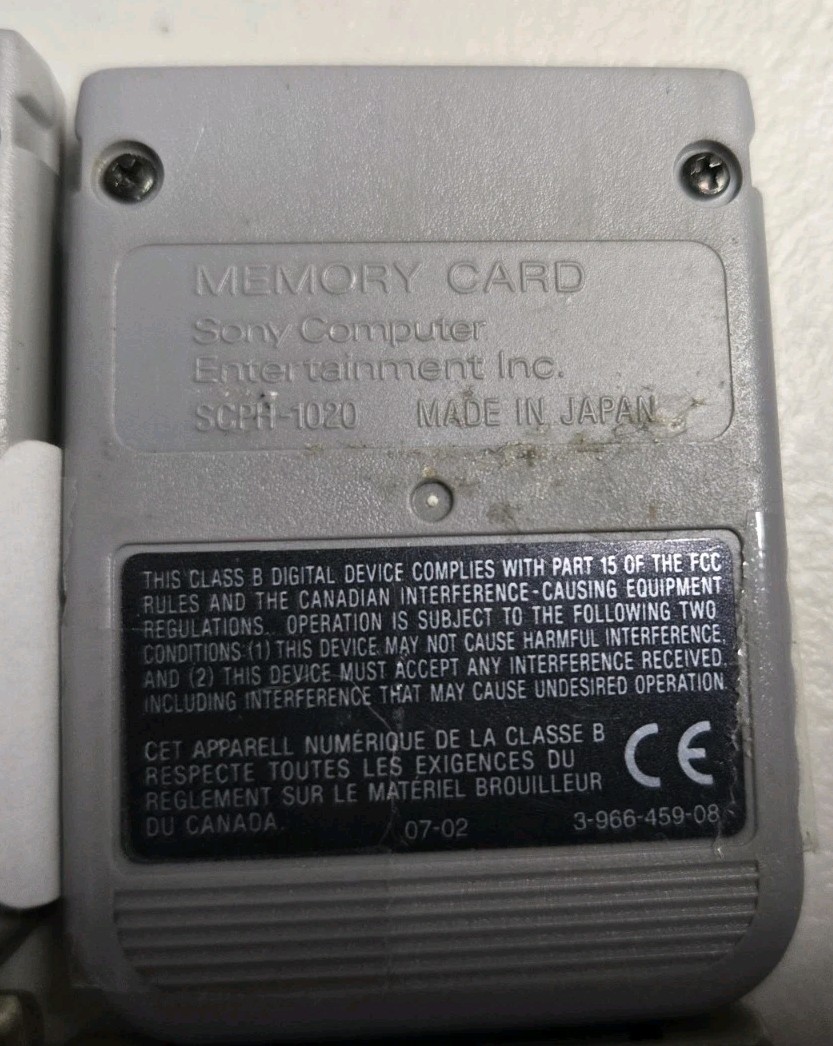 MEMORY CARD
Sony Computer
Entertainment Inc.
SCPH-1020 MADE IN JAPAN
THIS CLASS B DIGITAL DEVICE COMPLIES WITH PART 15 OF THE FCC
RULES AND THE CANADIAN INTERFERENCE-CAUSING EQUIPMENT
REGULATIONS. OPERATION IS SUBJECT TO THE FOLLOWING TWO
CONDITIONS:(1) THIS DEVICE MAY NOT CAUSE HARMFUL INTERFERENCE,
AND (2) THIS DEVICE MUST ACCEPT ANY INTERFERENCE RECEIVED
INCLUDING INTERFERENCE THAT MAY CAUSE UNDESIRED OPERATION.
CET APPARELL NUMÉRIQUE DE LA CLASSE B
RESPECTE TOUTES LES EXIGENCES DU
RÉGLEMENT SUR LE MATÉRIEL BROUILLEUR
DU CANADA.
CE
07-02 3-966-459-08